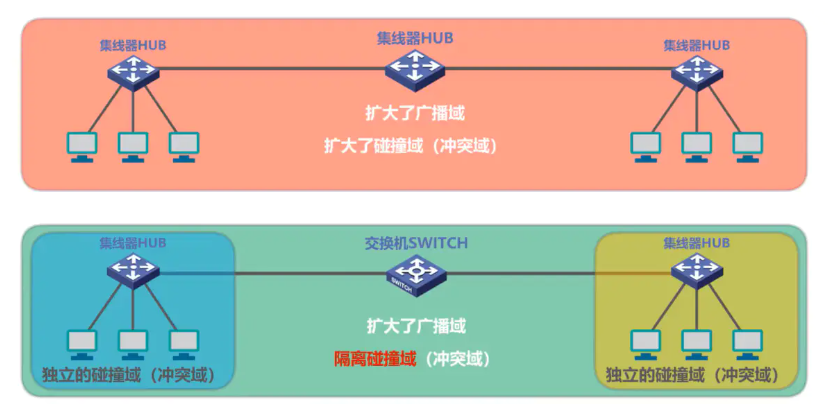 集线器HUB
集线器HUB
集线器HUB
扩大了广播域
扩大了碰撞域（冲突域）
集线器HUB
交换机SWITCH
集线器HUB
SWITCH
扩大了广播域
隔离碰撞域（冲突域）
独立的碰撞域（冲突域）
独立的碰撞域（冲突域）